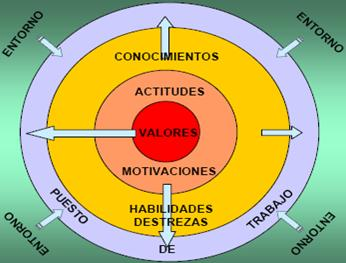 ENTORNO
ENTORNO
CONOCIMIENTOS
ACTITUDES
VALORES
MOTIVACIONES
HABILIDADES
DESTREZAS
PUESTO
DE
TRABAJO
ENTORNO
ENTORNO